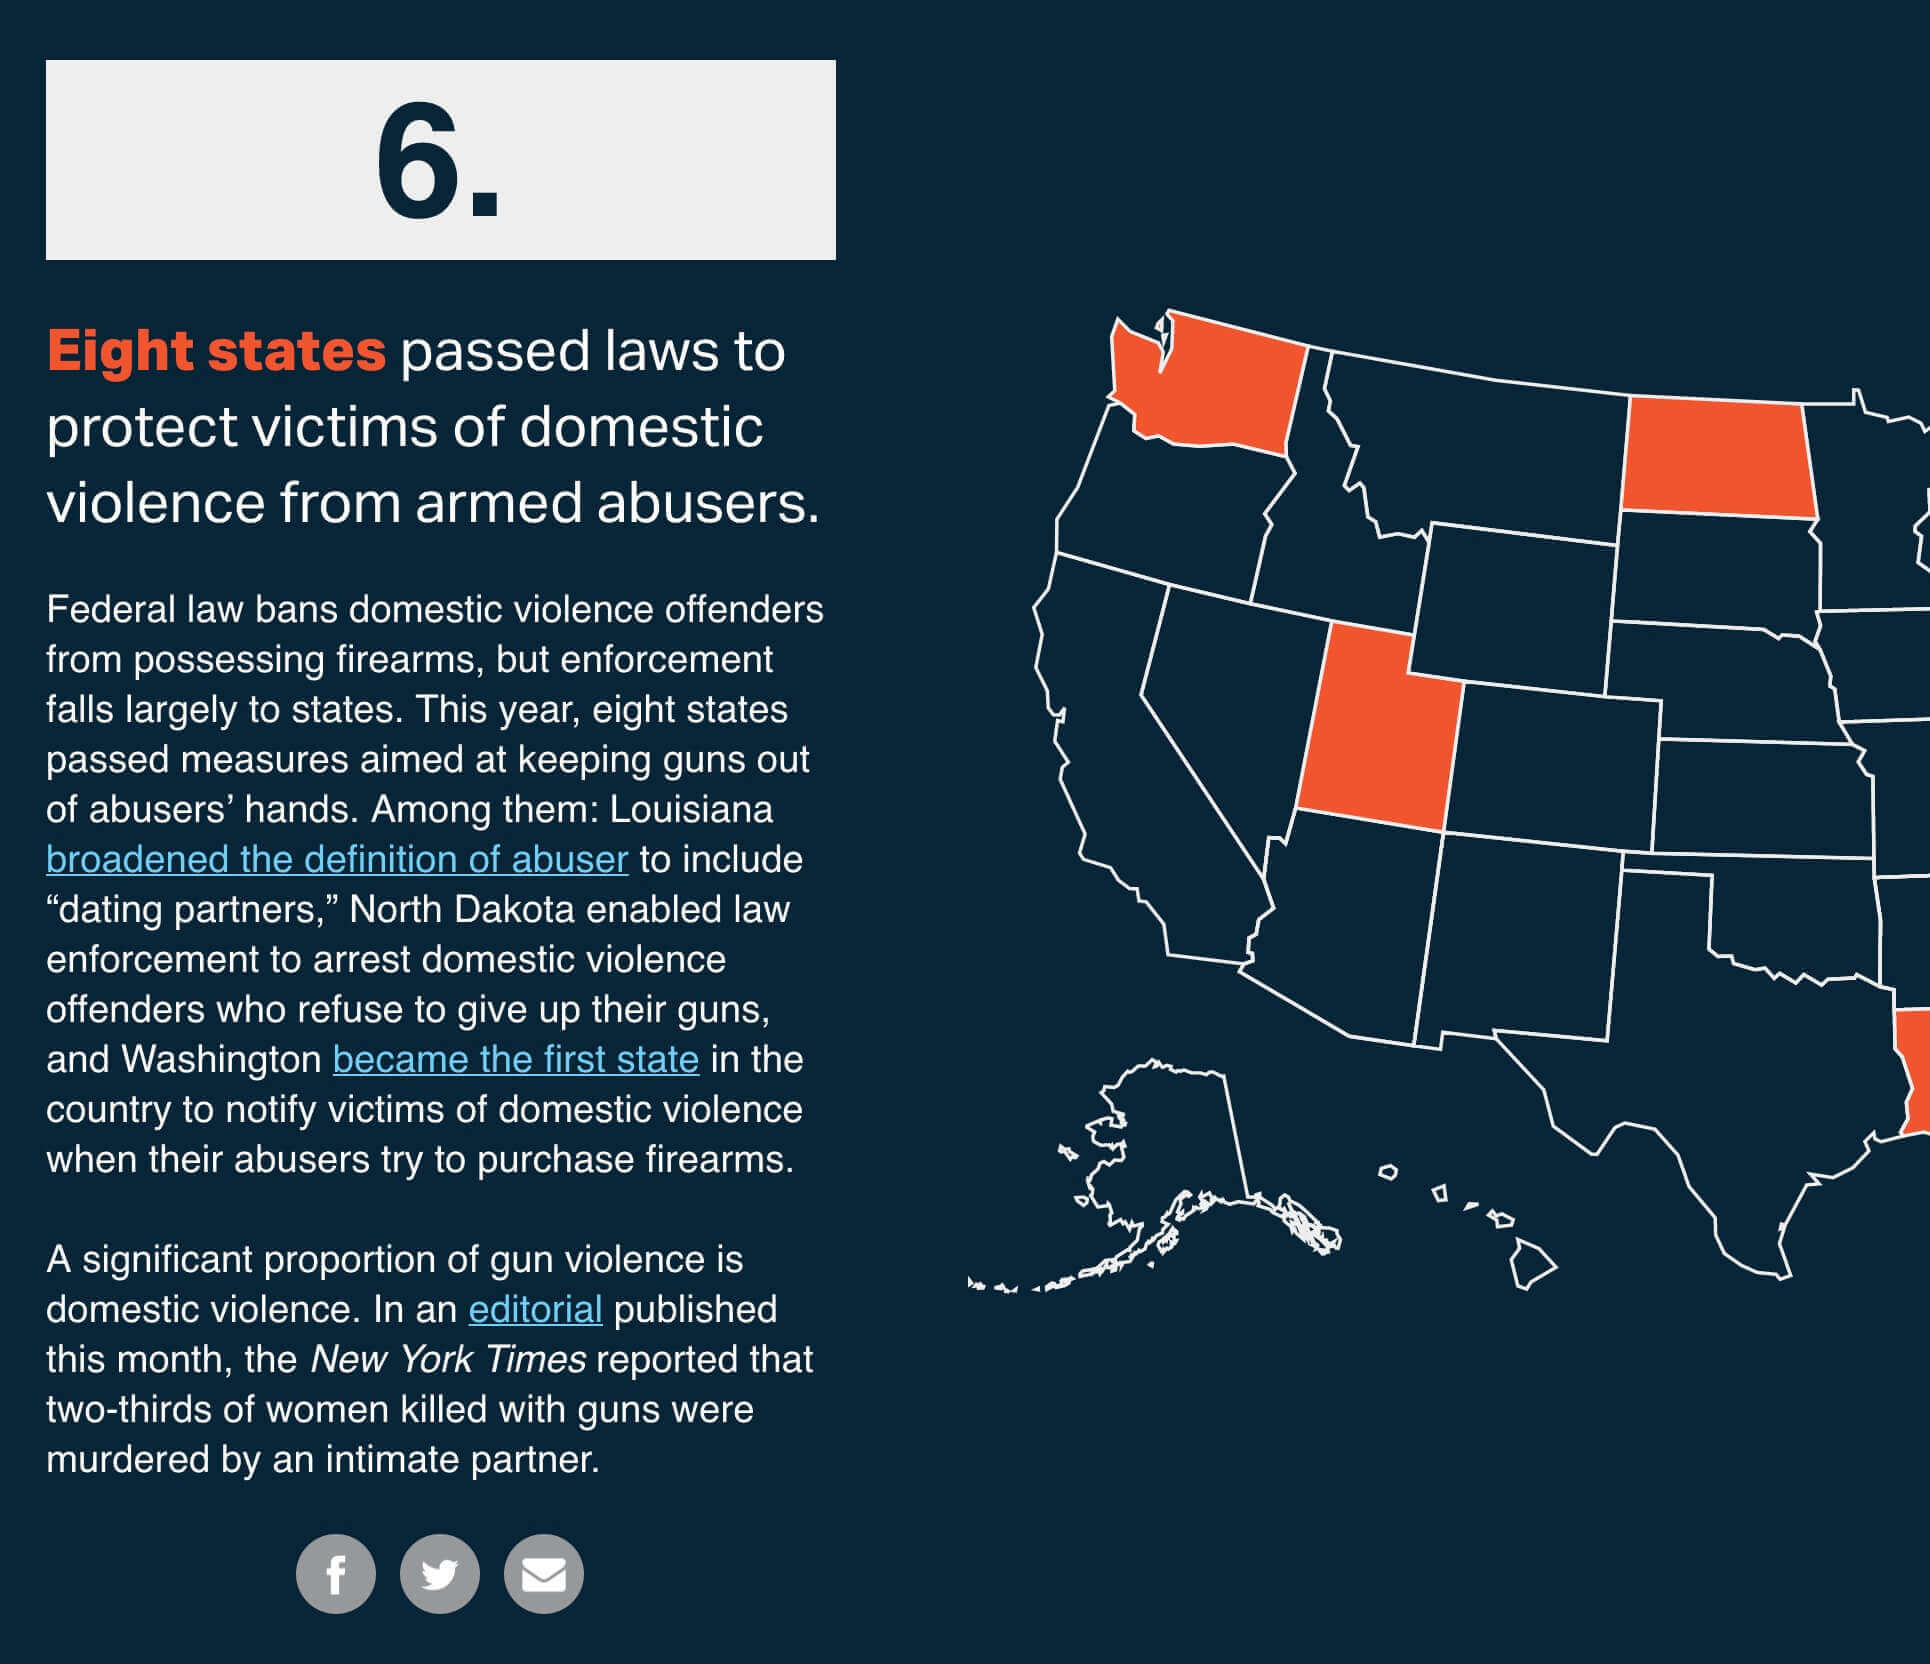 6.
Eight states passed laws to
protect victims of domestic
violence from armed abusers.
Federal law bans domestic violence offenders
from possessing firearms, but enforcement
falls largely to states. This year, eight states
passed measures aimed at keeping guns out
of abusers’ hands. Among them: Louisiana
broadened the definition of abuser to include
“dating partners,” North Dakota enabled law
enforcement to arrest domestic violence
offenders who refuse to give up their guns,
and Washington became the first state in the
country to notify victims of domestic violence
when their abusers try to purchase firearms.
A significant proportion of gun violence is
domestic violence. In an editorial published
this month, the New York Times reported that
two-thirds of women killed with guns were
murdered by an intimate partner.